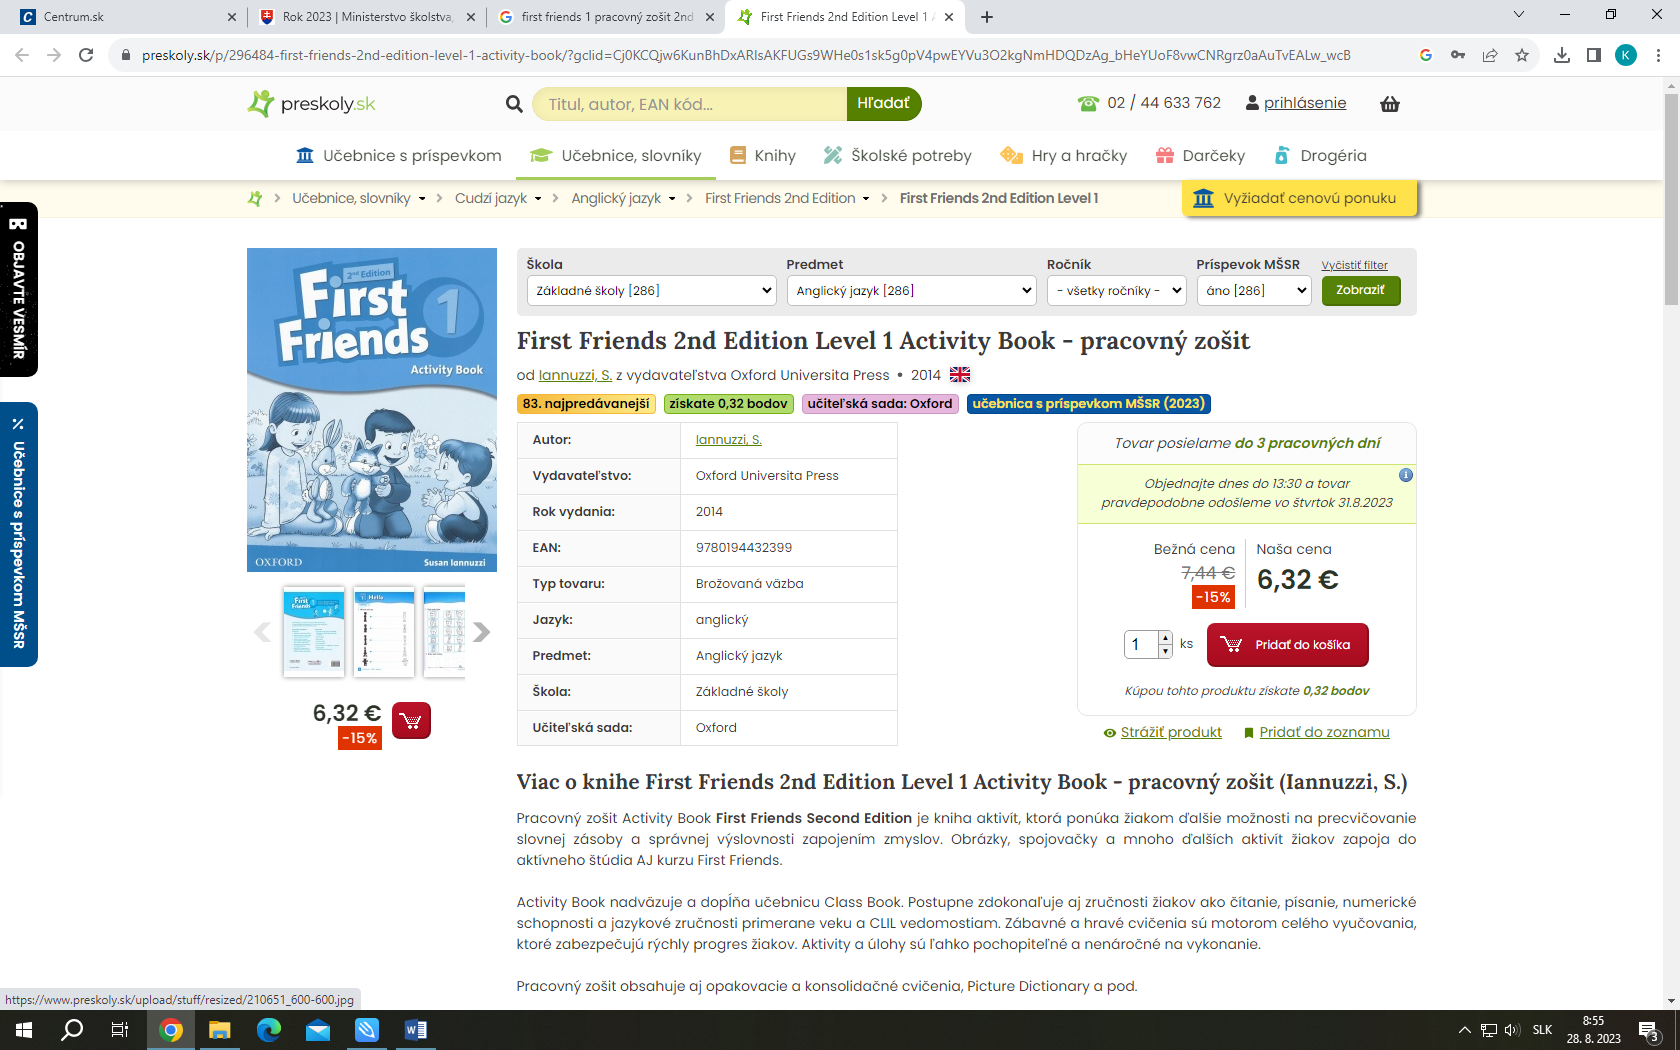 Centrum.sk
Rok 2023 | Ministerstvo školstva,
first friends 1 pracovný zošit 2nd
First Friends 2nd Edition Level 1
preskoly.sk/p/296484-first-friends-2nd-edition-level-1-activity-book/?gclid=Cj0KCQjw6KunBhDxARIsAKFUGs9WHe0s1sk5g0pV4pwEYVu3O2kgNmHDQDzAg_bHeYUoF8vwCNRgrz0aAuTvEALw_wcB
K
preskoly.sk
Titul, autor, EAN kód...
Hľadať
02 / 44 633 762
prihlásenie
Učebnice s príspevkom
Učebnice, slovníky
Knihy
Školské potreby
Hry a hračky
Darčeky
Drogéria
Učebnice, slovníky
Cudzí jazyk
Anglický jazyk
First Friends 2nd Edition
First Friends 2nd Edition Level 1
Vyžiadať cenovú ponuku
OBJAVTE VESMÍR
Učebnice s príspevkom MŠSR
2nd Edition
First
Friends
1
Activity Book
OXFORD
Susan Iannuzzi
Hello
6,32 €
-15%
Škola
Predmet
Ročník
Príspevok MŠSR
Vyčistiť filter
Základné školy [286]
Anglický jazyk [286]
- všetky ročníky -
áno [286]
Zobraziť
First Friends 2nd Edition Level 1 Activity Book - pracovný zošit
od Iannuzzi, S. z vydavateľstva Oxford Universita Press • 2014
83. najpredávanejší
získate 0,32 bodov
učiteľská sada: Oxford
učebnica s príspevkom MŠSR (2023)
Autor: Iannuzzi, S.
Vydavateľstvo: Oxford Universita Press
Rok vydania: 2014
EAN: 9780194432399
Typ tovaru: Brožovaná väzba
Jazyk: anglický
Predmet: Anglický jazyk
Škola: Základné školy
Učiteľská sada: Oxford
Tovar posielame do 3 pracovných dní
Objednajte dnes do 13:30 a tovar
pravdepodobne odošleme vo štvrtok 31.8.2023
Bežná cena
7,44 €
-15%
Naša cena
6,32 €
1
ks
Pridať do košíka
Kúpou tohto produktu získate 0,32 bodov
Strážiť produkt
Pridať do zoznamu
Viac o knihe First Friends 2nd Edition Level 1 Activity Book - pracovný zošit (Iannuzzi, S.)
Pracovný zošit Activity Book First Friends Second Edition je kniha aktivít, ktorá ponúka žiakom ďalšie možnosti na precvičovanie
slovnej zásoby a správnej výslovnosti zapojením zmyslov. Obrázky, spojovačky a mnoho ďalších aktivít žiakov zapoja do
aktívneho štúdia AJ kurzu First Friends.
Activity Book nadväzuje a dopĺňa učebnicu Class Book. Postupne zdokonaľuje aj zručnosti žiakov ako čítanie, písanie, numerické
schopnosti a jazykové zručnosti primerane veku a CLIL vedomostiam. Zábavné a hravé cvičenia sú motorom celého vyučovania,
ktoré zabezpečujú rýchly progres žiakov. Aktivity a úlohy sú ľahko pochopiteľné a nenáročné na vykonanie.
Pracovný zošit obsahuje aj opakovacie a konsolidačné cvičenia, Picture Dictionary a pod.
https://www.preskoly.sk/upload/stuff/resized/210651_600-600.jpg
SLK
8:55
28. 8. 2023
3